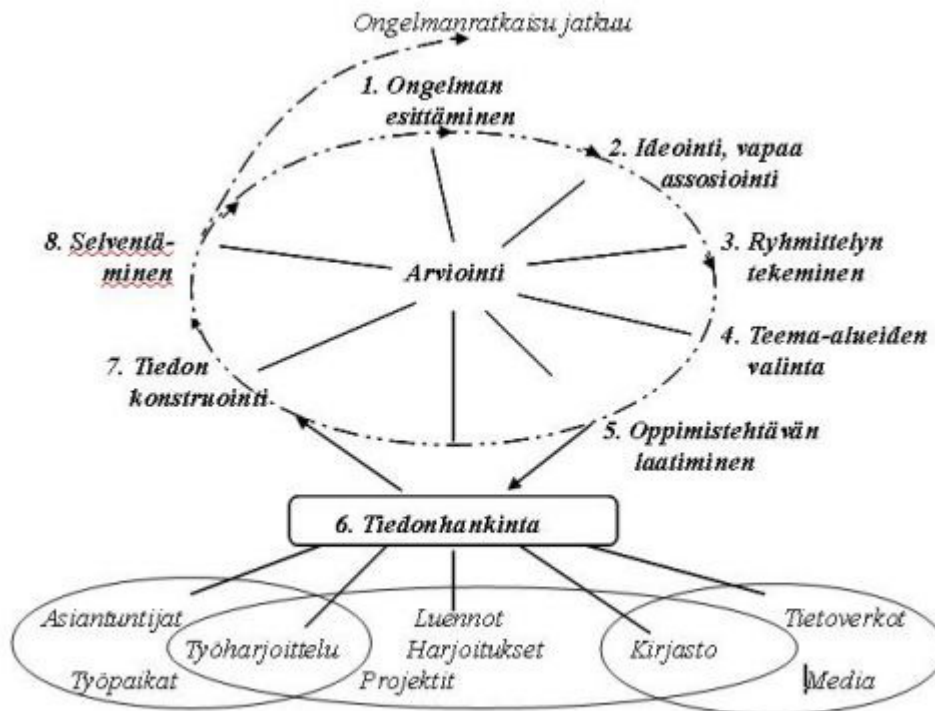 Ongelmanratkaisu jatkuu
1. Ongelman
esittäminen
2. Ideointi, vapaa
assosiointi
3. Ryhmittelyn
tekeminen
4. Teema-alueiden
valinta
5. Oppimistehtävän
laatiminen
6. Tiedonhankinta
7. Tiedon
konstruointi
8. Selventä-
minen
Arviointi
Asiantuntijat
Työharjoittelu
Työpaikat
Luennot
Harjoitukset
Projektit
Kirjasto
Tietoverkot
Media